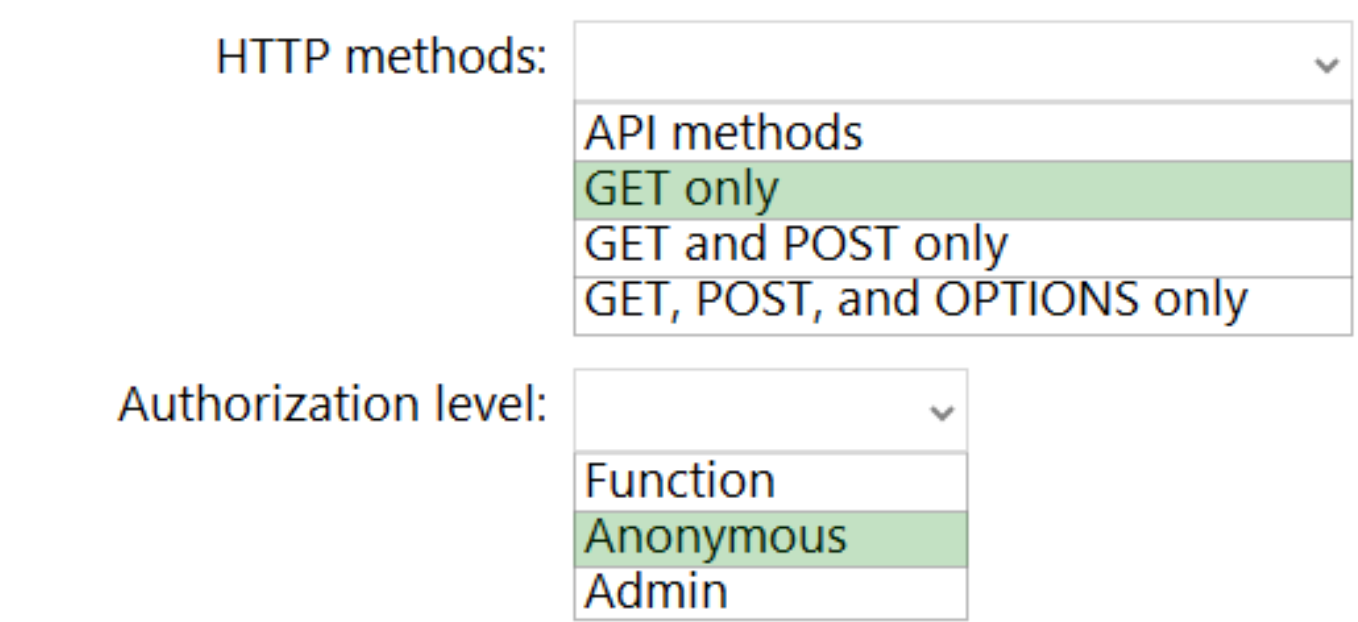 HTTP methods:
API methods
GET only
GET and POST only
GET, POST, and OPTIONS only
Authorization level:
Function
Anonymous
Admin